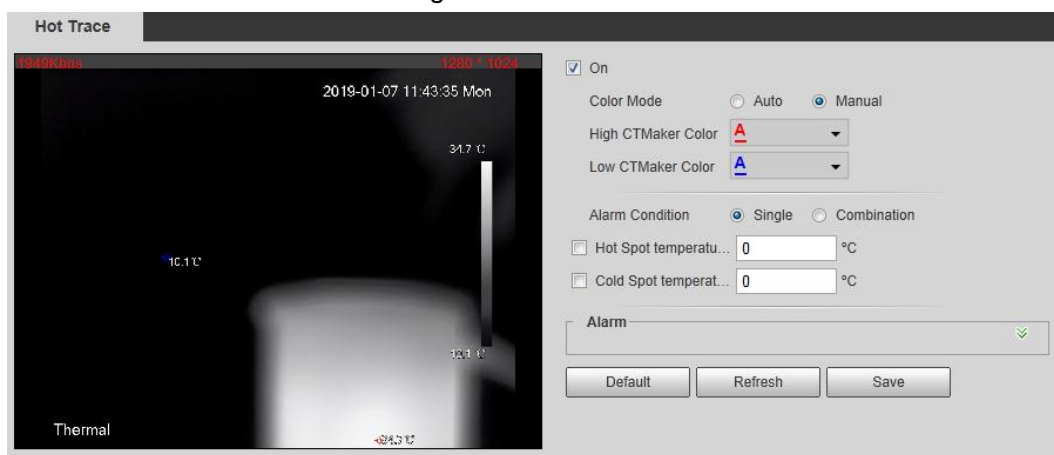 Hot Trace
1949Kbps 1280 * 1024
2019-01-07 11:43:35 Mon
34.7 ℃
10.1℃
Thermal
On
Color Mode Auto Manual
High CTMaker Color A
Low CTMaker Color A
Alarm Condition Single Combination
Hot Spot temperatu... 0 °C
Cold Spot temperat... 0 °C
Alarm
Default Refresh Save